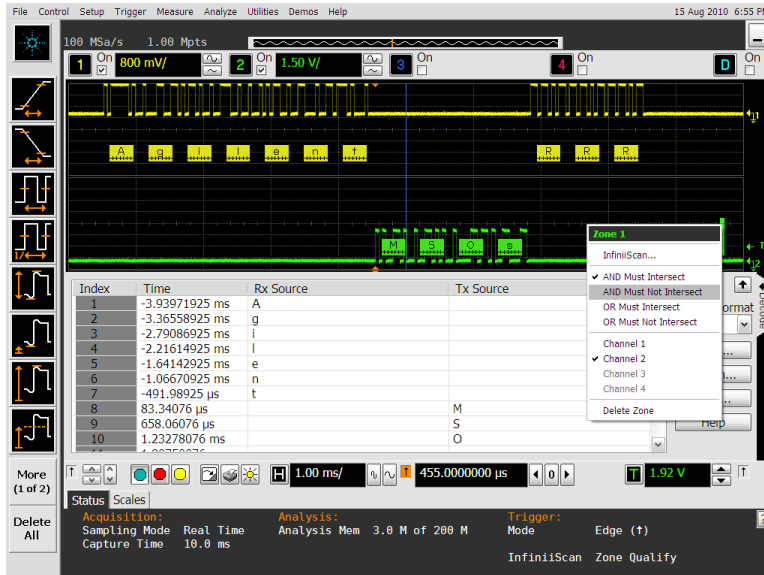 File Control Setup Trigger Measure Analyze Utilities Demos Help 15 Aug 2010 6:55 PM
100 MSa/s 1.00 Mpts
1 On 800 mV/ 2 On 1.50 V/ 3 On 4 On D On
A g i l e n t R R R
M S O s
Zone 1
InfiniiScan...
AND Must Intersect
AND Must Not Intersect
OR Must Intersect
OR Must Not Intersect
Channel 1
Channel 2
Channel 3
Channel 4
Delete Zone
Index Time Rx Source Tx Source
1 -3.93971925 ms A
2 -3.36558925 ms g
3 -2.79086925 ms i
4 -2.21614925 ms l
5 -1.64142925 ms e
6 -1.06670925 ms n
7 -491.98925 µs t
8 83.34076 µs M
9 658.06076 µs S
10 1.23278076 ms O
Decode
Help
1/
More
(1 of 2)
Delete
All
H 1.00 ms/ 455.0000000 µs 0 T 1.92 V
Status Scales
Acquisition: Analysis: Trigger:
Sampling Mode Real Time Analysis Mem 3.0 M of 200 M Mode Edge (↑)
Capture Time 10.0 ms
InfiniiScan Zone Qualify